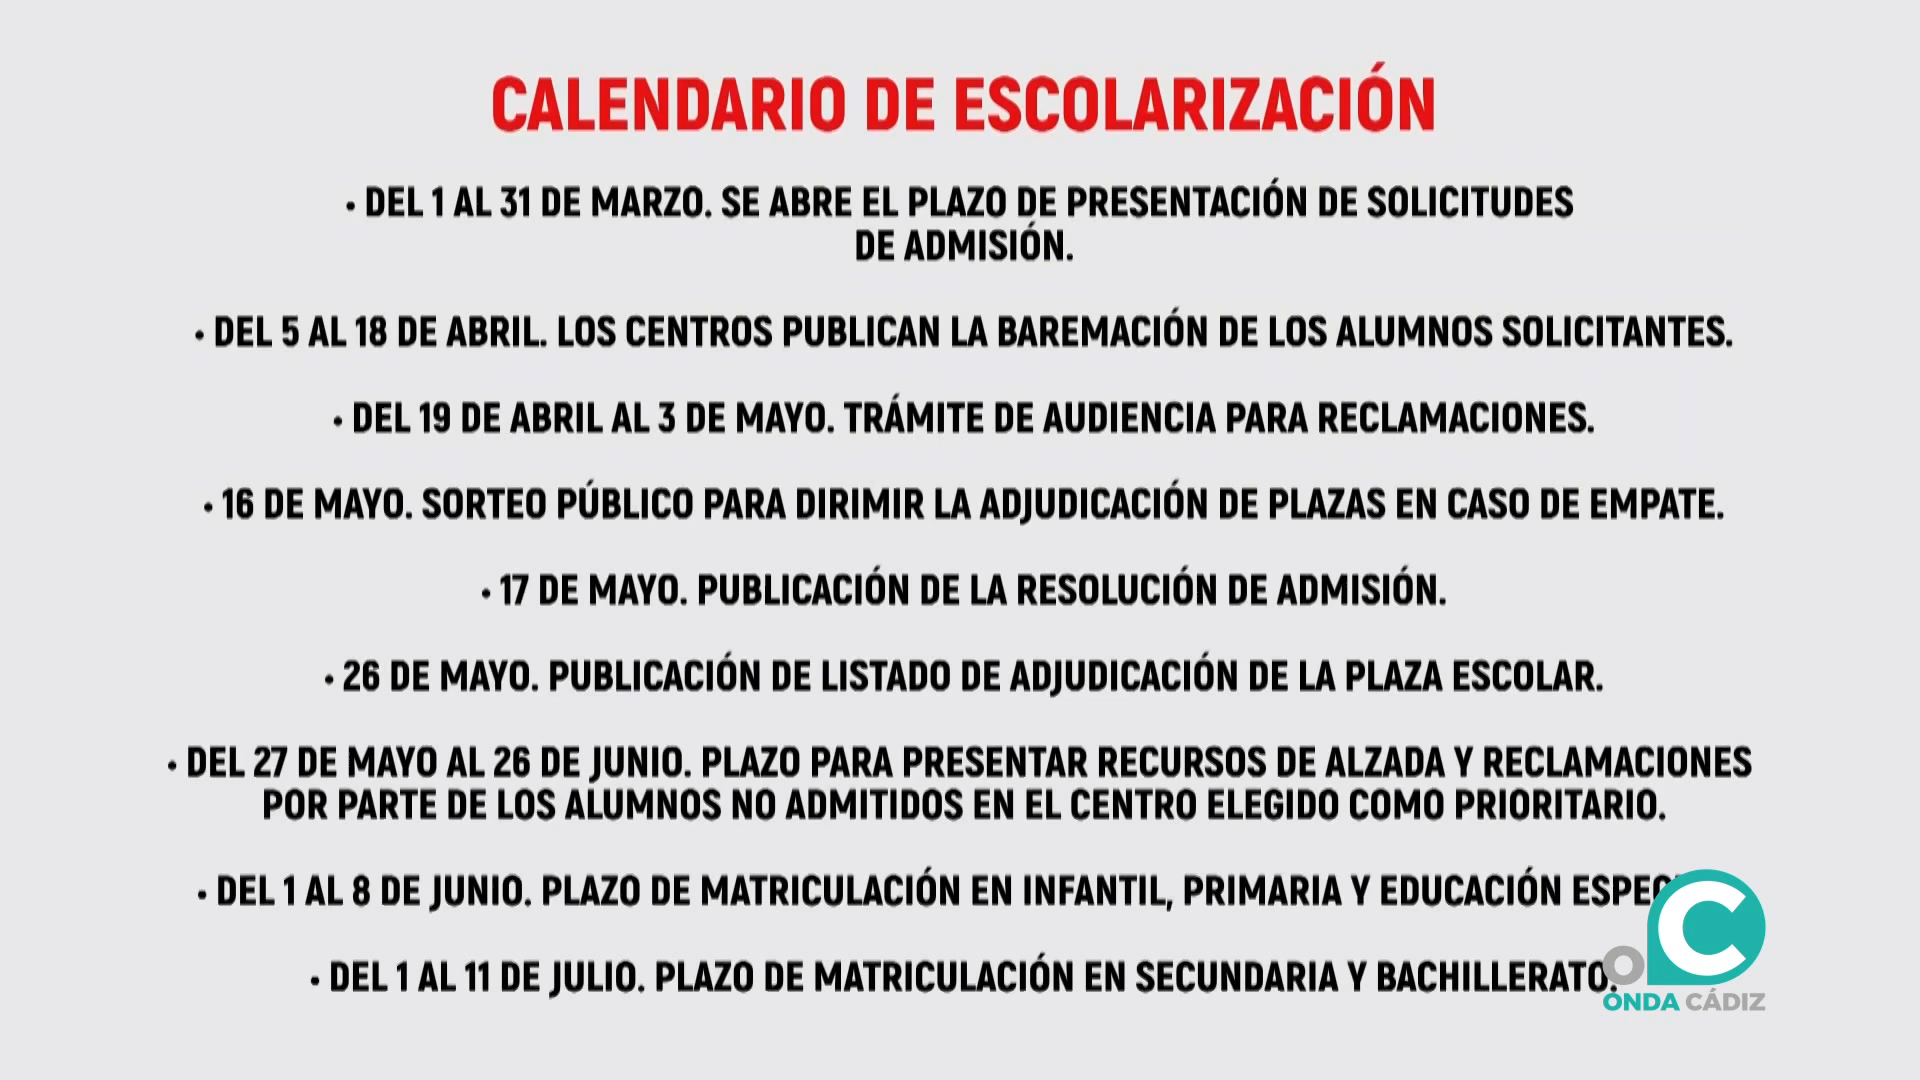 CALENDARIO DE ESCOLARIZACIÓN
• DEL 1 AL 31 DE MARZO. SE ABRE EL PLAZO DE PRESENTACIÓN DE SOLICITUDES
DE ADMISIÓN.
• DEL 5 AL 18 DE ABRIL. LOS CENTROS PUBLICAN LA BAREMACIÓN DE LOS ALUMNOS SOLICITANTES.
• DEL 19 DE ABRIL AL 3 DE MAYO. TRÁMITE DE AUDIENCIA PARA RECLAMACIONES.
• 16 DE MAYO. SORTEO PÚBLICO PARA DIRIMIR LA ADJUDICACIÓN DE PLAZAS EN CASO DE EMPATE.
• 17 DE MAYO. PUBLICACIÓN DE LA RESOLUCIÓN DE ADMISIÓN.
• 26 DE MAYO. PUBLICACIÓN DE LISTADO DE ADJUDICACIÓN DE LA PLAZA ESCOLAR.
• DEL 27 DE MAYO AL 26 DE JUNIO. PLAZO PARA PRESENTAR RECURSOS DE ALZADA Y RECLAMACIONES
POR PARTE DE LOS ALUMNOS NO ADMITIDOS EN EL CENTRO ELEGIDO COMO PRIORITARIO.
• DEL 1 AL 8 DE JUNIO. PLAZO DE MATRICULACIÓN EN INFANTIL, PRIMARIA Y EDUCACIÓN
• DEL 1 AL 11 DE JULIO. PLAZO DE MATRICULACIÓN EN SECUNDARIA Y BACHILLERATO.
O C
ONDA CÁDIZ